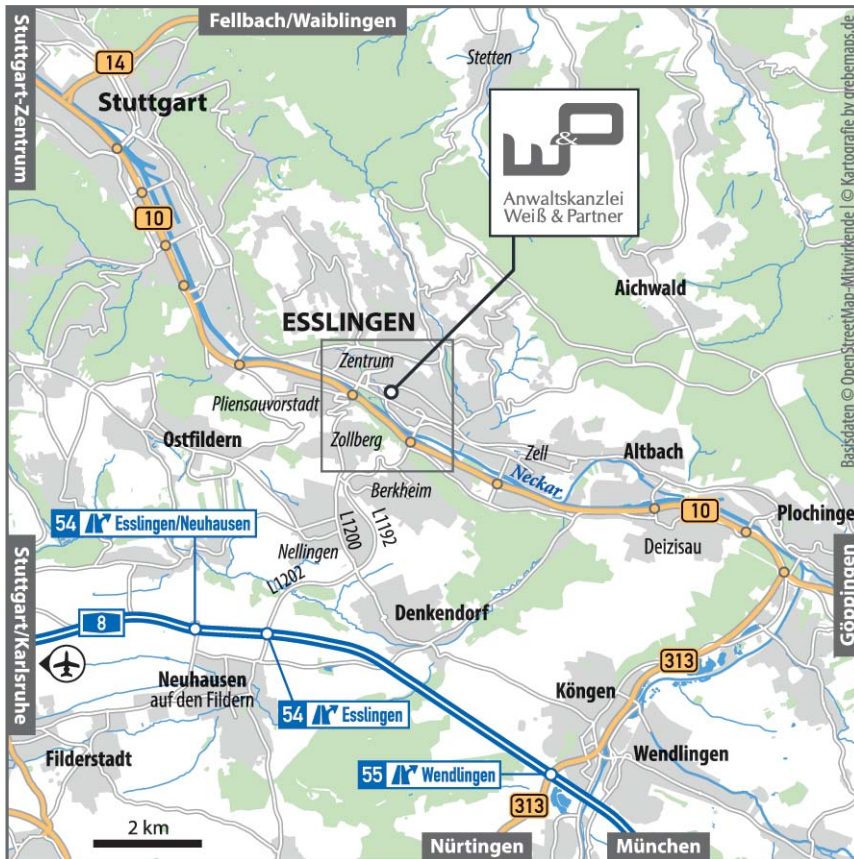 Fellbach/Waiblingen
Stuttgart-Zentrum
14
Stetten
Stuttgart
&
Anwaltskanzlei
Weiß & Partner
10
Aichwald
ESSLINGEN
Zentrum
Pliensauvorstadt
Ostfildern
Zollberg
Zell
Altbach
Neckar
Berkheim
10
Plochinge
54 Esslingen/Neuhausen
L1192
L1200
Deizisau
Nellingen
L1202
Göppingen
Stuttgart/Karlsruhe
Denkendorf
8
313
Neuhausen
auf den Fildern
Köngen
54 Esslingen
Filderstadt
Wendlingen
55 Wendlingen
313
2 km
Nürtingen
München
Basisdaten © OpenStreetMap-Mitwirkende | © Kartografie by grebemaps.de